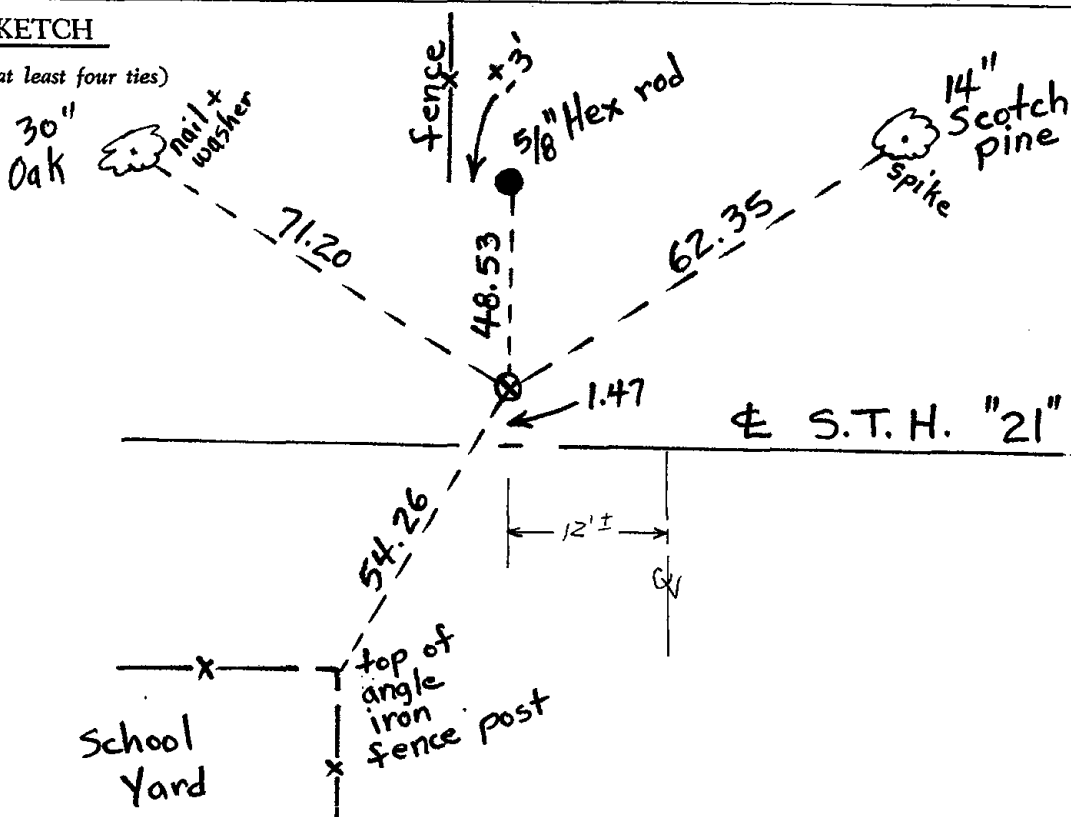 KETCH
at least four ties)
30"
Oak
nail +
washer
fence
+ 3'
-
5/8" Hex rod
14"
Scotch
pine
spike
71.20
48.53
62.35
1.47
℄ S.T.H. "21"
12'±
54.26
top of
angle
iron
fence post
School
Yard